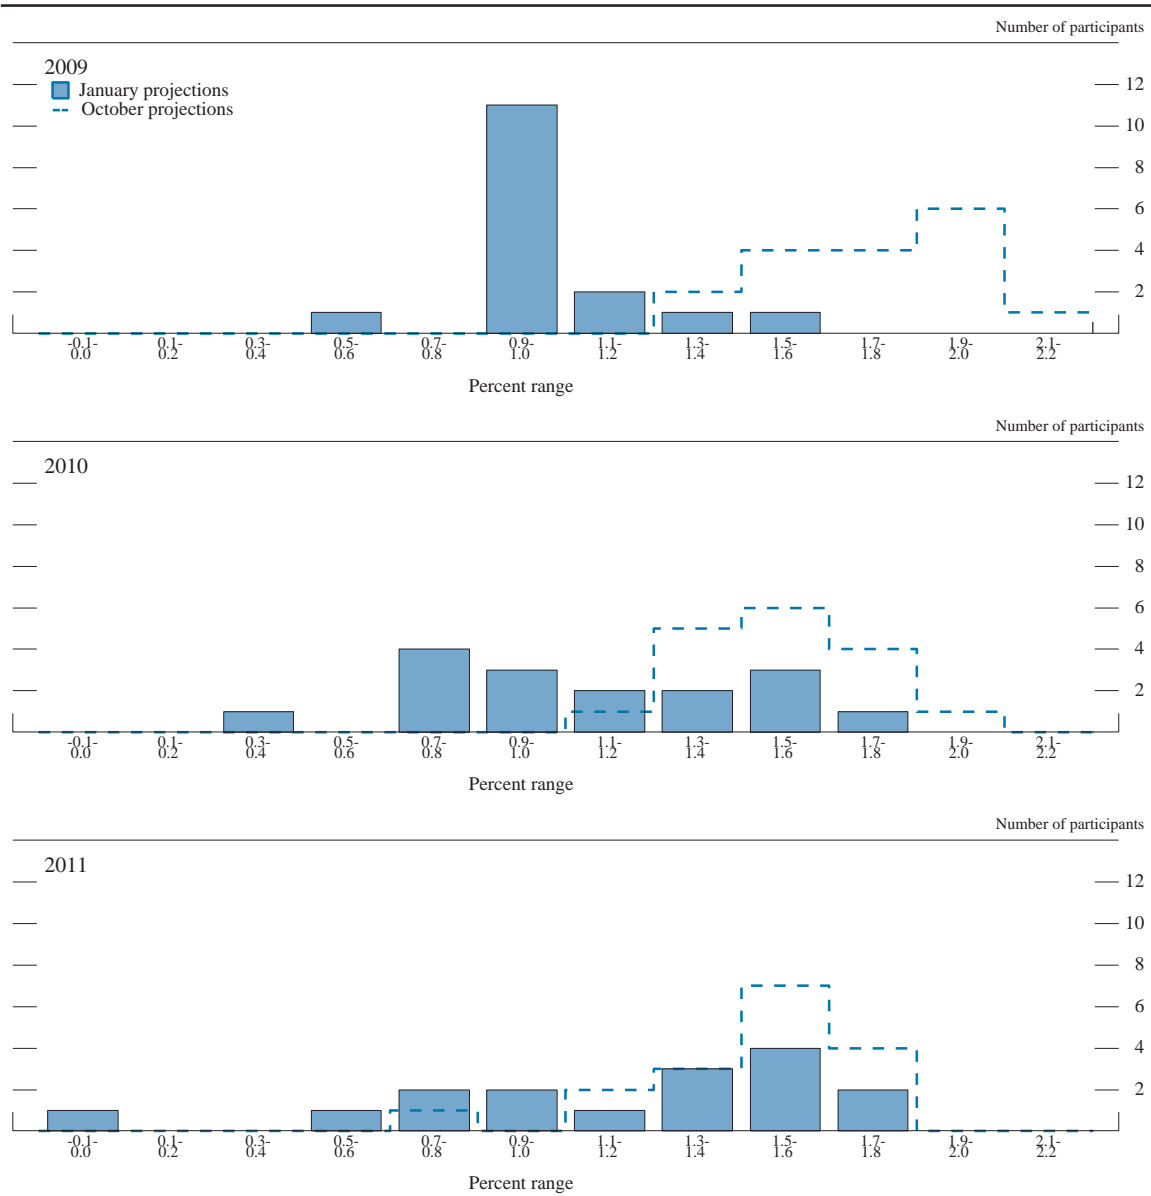 Number of participants
2009
January projections
October projections
12
10
8
6
4
2
-0.1- 0.1- 0.3- 0.5- 0.7- 0.9- 1.1- 1.3- 1.5- 1.7- 1.9- 2.1-
0.0 0.2 0.4 0.6 0.8 1.0 1.2 1.4 1.6 1.8 2.0 2.2
Percent range
Number of participants
2010
12
10
8
6
4
2
-0.1- 0.1- 0.3- 0.5- 0.7- 0.9- 1.1- 1.3- 1.5- 1.7- 1.9- 2.1-
0.0 0.2 0.4 0.6 0.8 1.0 1.2 1.4 1.6 1.8 2.0 2.2
Percent range
Number of participants
2011
12
10
8
6
4
2
-0.1- 0.1- 0.3- 0.5- 0.7- 0.9- 1.1- 1.3- 1.5- 1.7- 1.9- 2.1-
0.0 0.2 0.4 0.6 0.8 1.0 1.2 1.4 1.6 1.8 2.0 2.2
Percent range